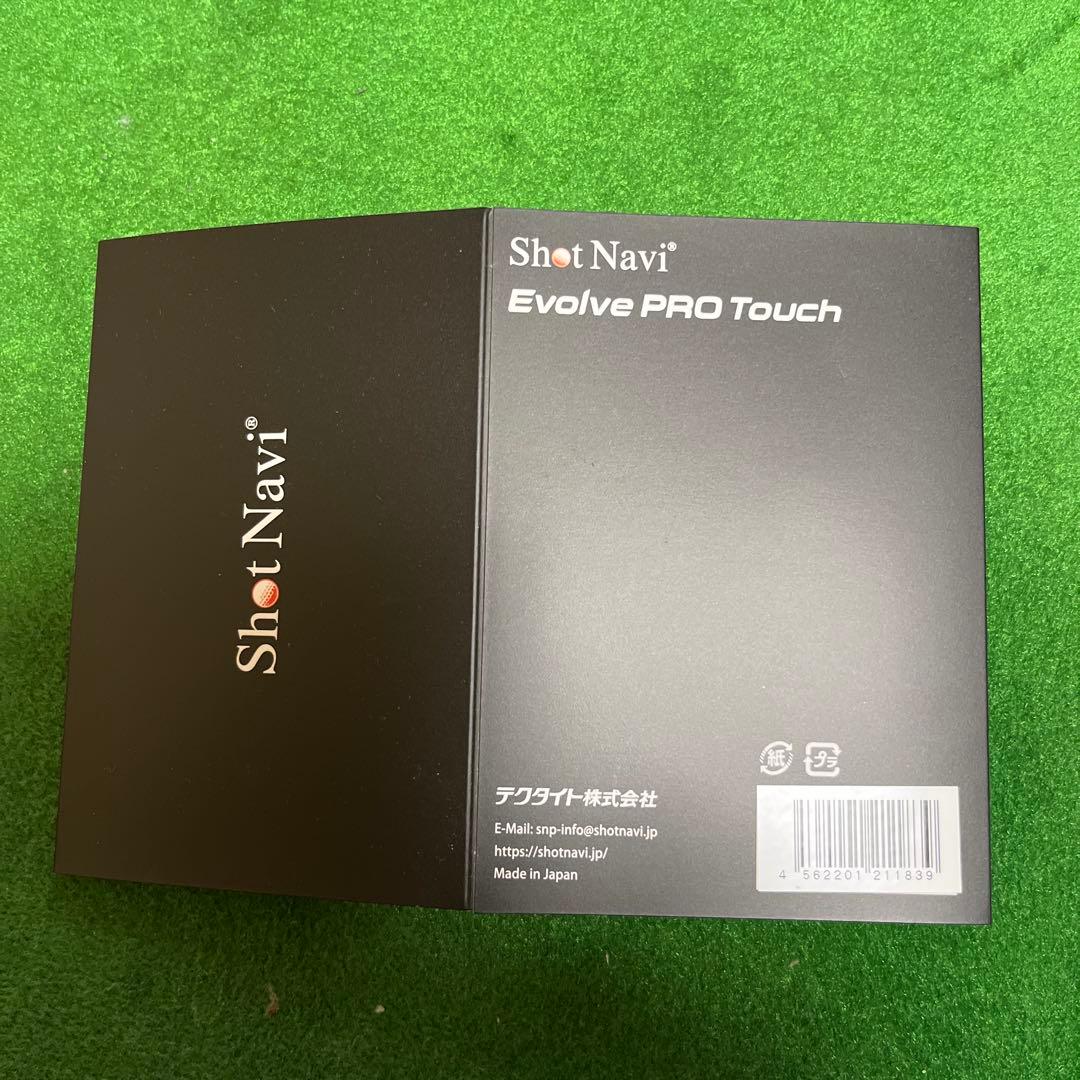 Shot Navi®
Shot Navi®
Evolve PRO Touch
紙
プラ
テクタイト株式会社
E-Mail: snp-info@shotnavi.jp
https://shotnavi.jp/
Made in Japan
4 562201 211839